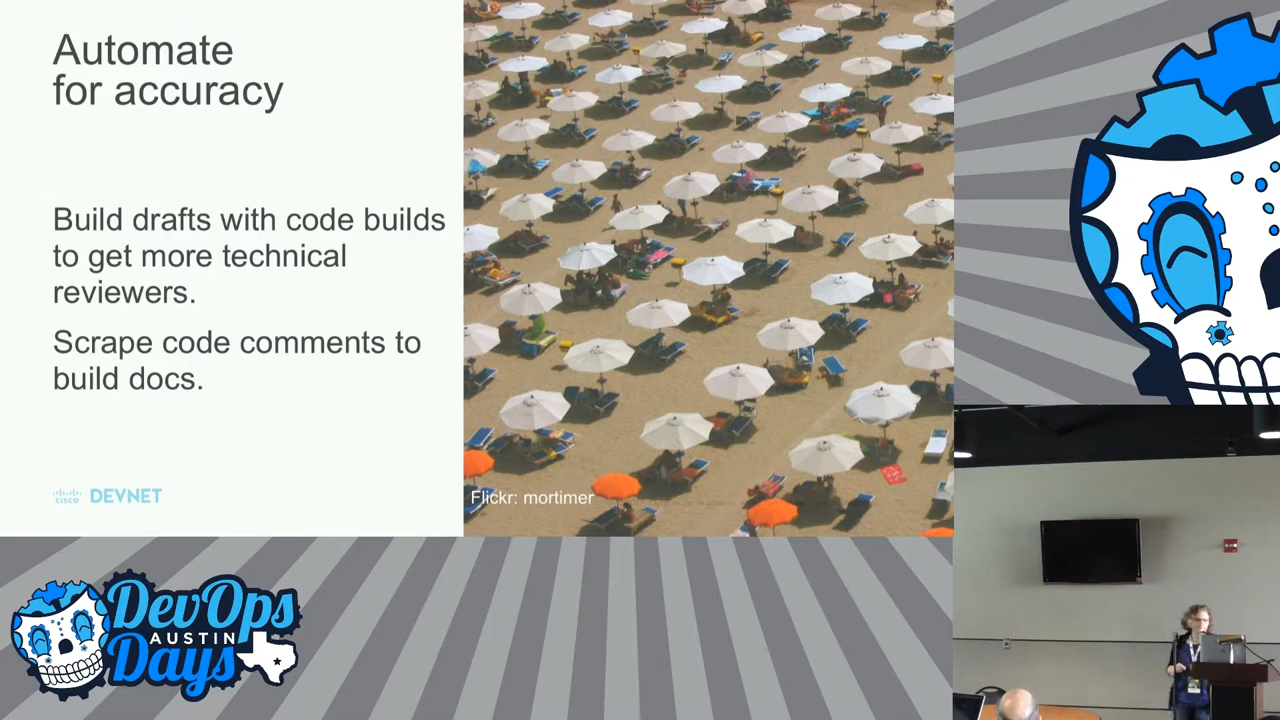 Automate
for accuracy
Build drafts with code builds
to get more technical
reviewers.
Scrape code comments to
build docs.
CISCO DEVNET
Flickr: mortimer
DevOps
AUSTIN
Days